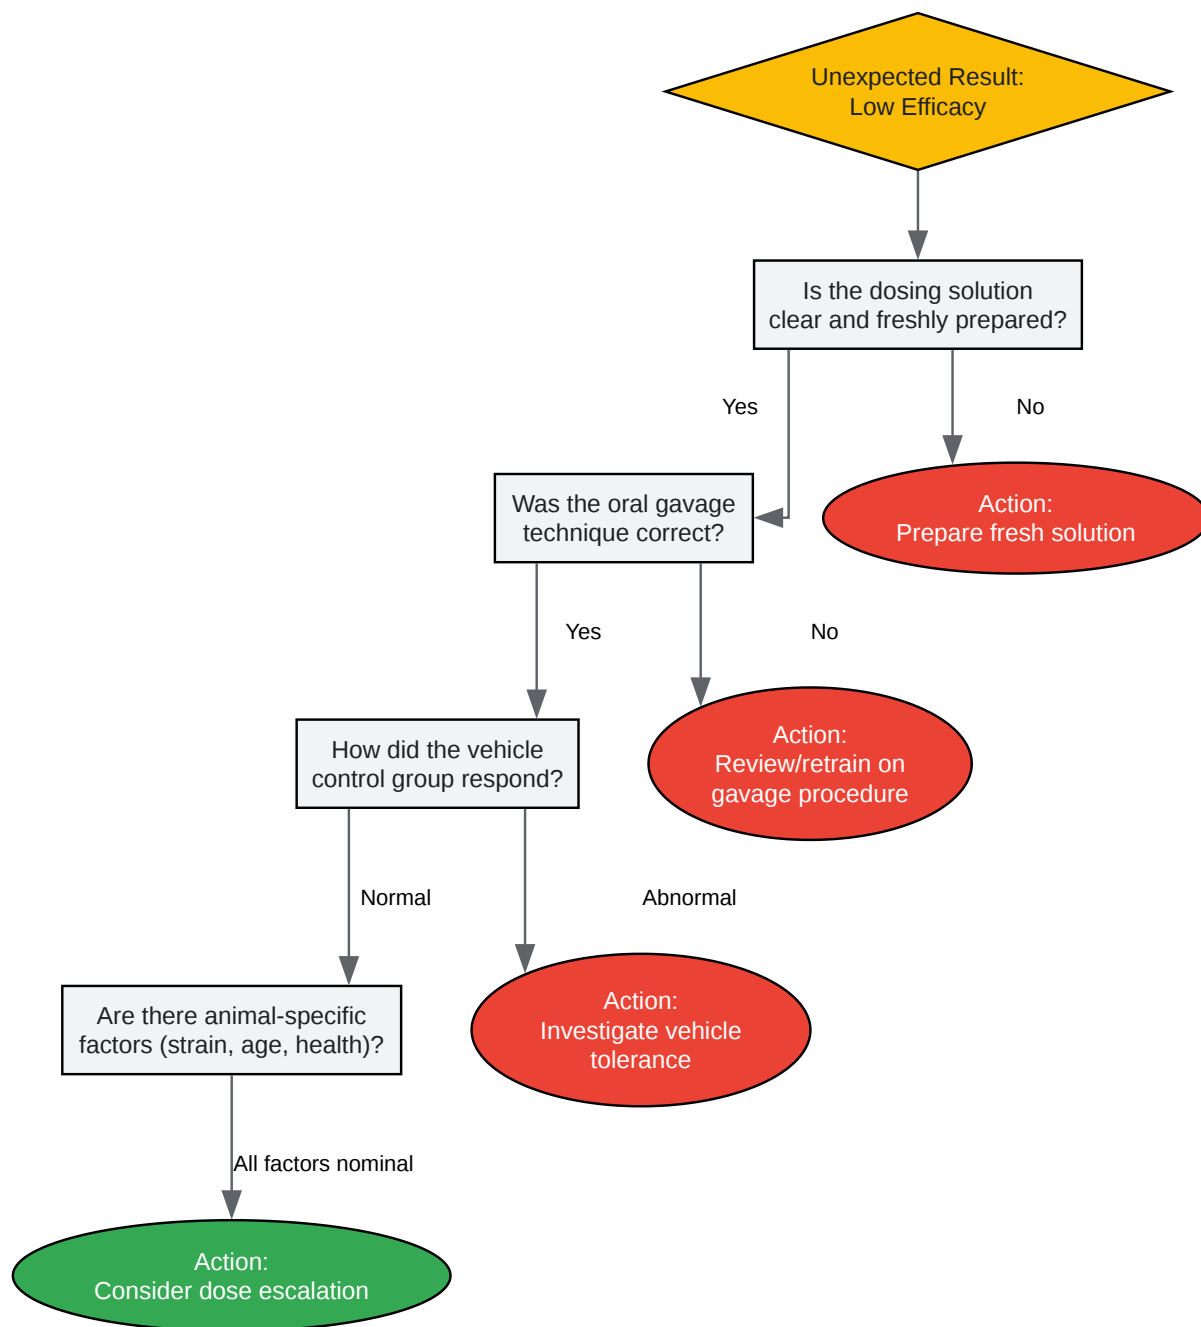 Unexpected Result:
Low Efficacy
Is the dosing solution
clear and freshly prepared?
Yes
No
Was the oral gavage
technique correct?
Action:
Prepare fresh solution
Yes
No
How did the vehicle
control group respond?
Action:
Review/retrain on
gavage procedure
Normal
Abnormal
Are there animal-specific
factors (strain, age, health)?
Action:
Investigate vehicle
tolerance
All factors nominal
Action:
Consider dose escalation